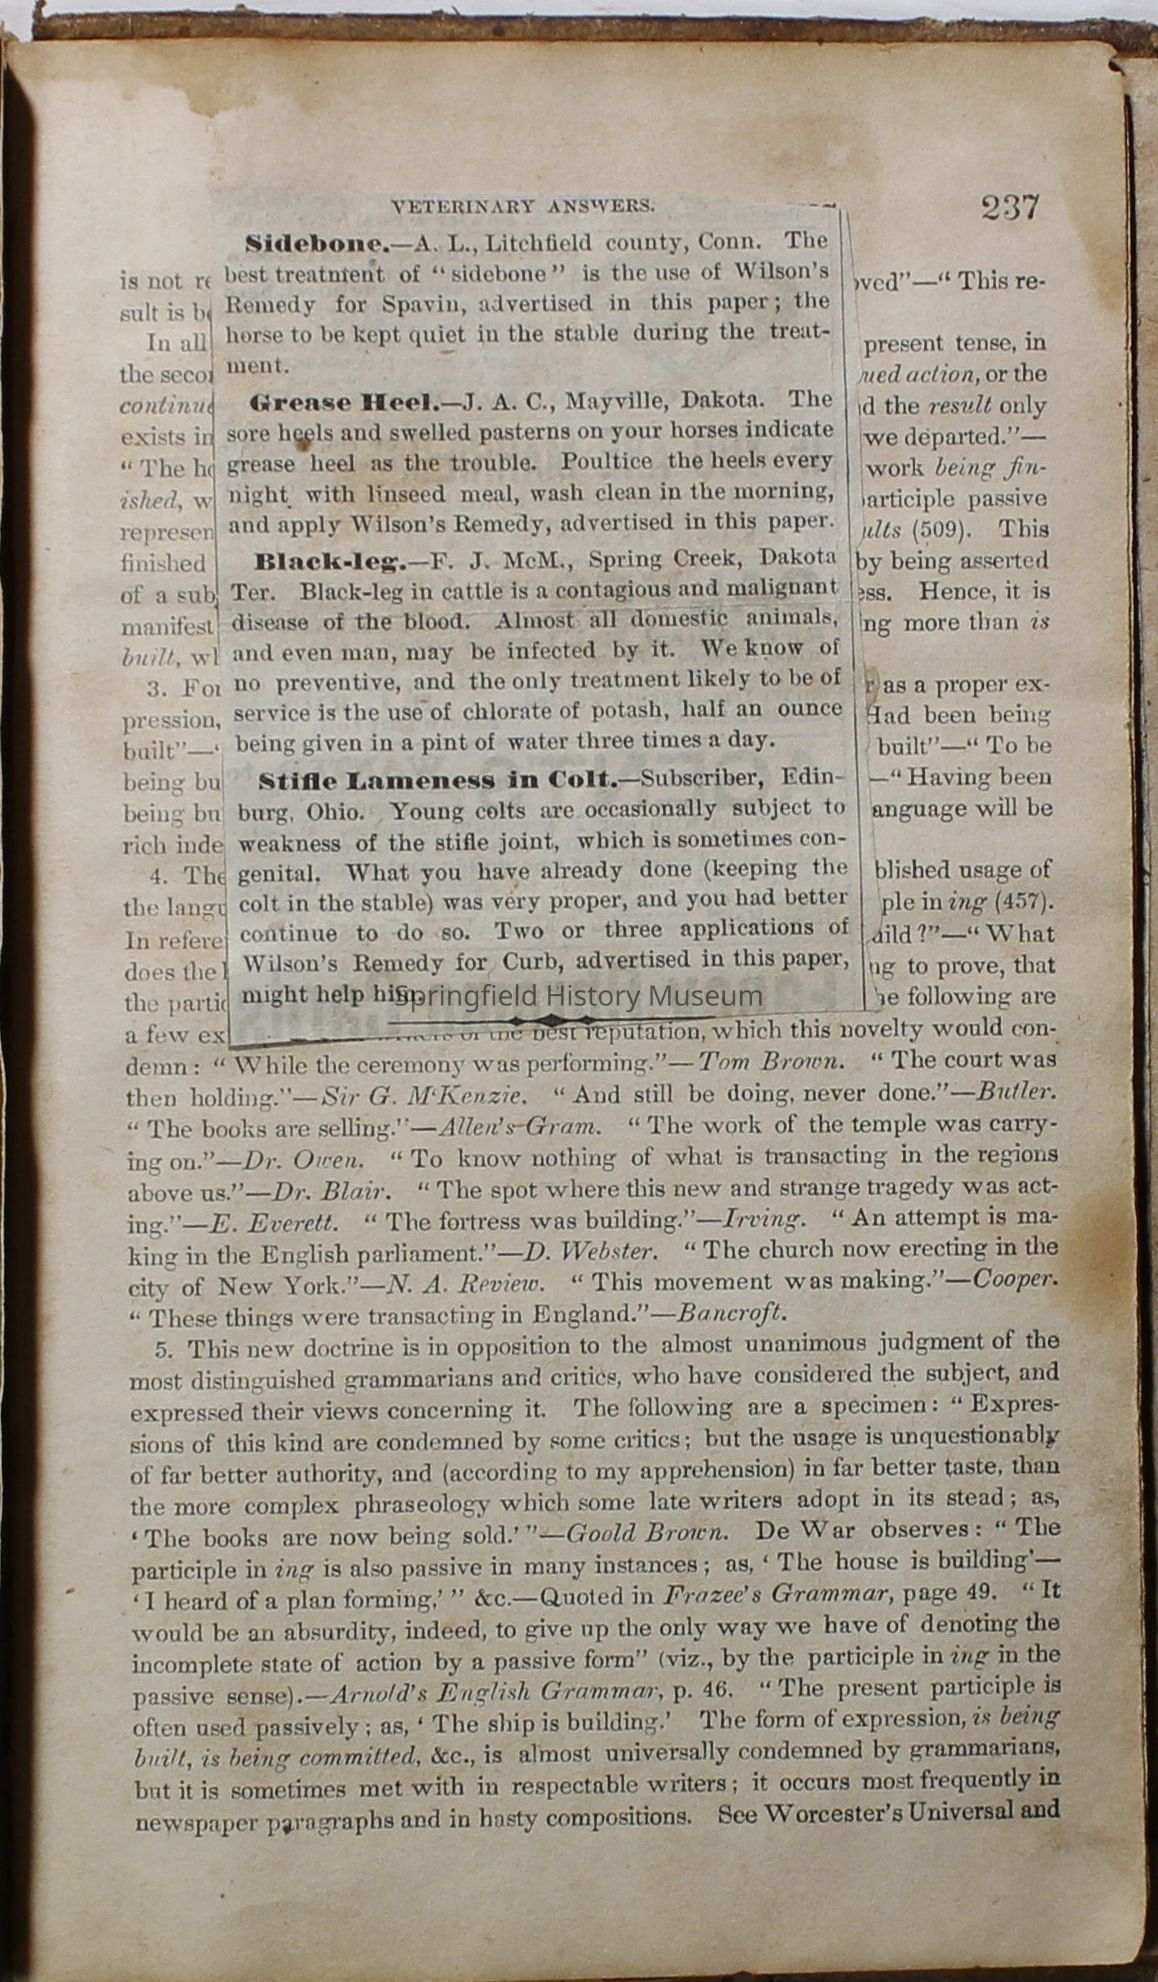 VETERINARY ANSWERS.
237
Sidebone.—A. L., Litchfield county, Conn. The
best treatment of "sidebone" is the use of Wilson's
Remedy for Spavin, advertised in this paper; the
horse to be kept quiet in the stable during the treat-
ment.
Grease Heel.—J. A. C., Mayville, Dakota. The
sore heels and swelled pasterns on your horses indicate
grease heel as the trouble. Poultice the heels every
night with linseed meal, wash clean in the morning,
and apply Wilson's Remedy, advertised in this paper.
Black-leg.—F. J. McM., Spring Creek, Dakota
Ter. Black-leg in cattle is a contagious and malignant
disease of the blood. Almost all domestic animals,
and even man, may be infected by it. We know of
no preventive, and the only treatment likely to be of
service is the use of chlorate of potash, half an ounce
being given in a pint of water three times a day.
Stifle Lameness in Colt.—Subscriber, Edin-
burg, Ohio. Young colts are occasionally subject to
weakness of the stifle joint, which is sometimes con-
genital. What you have already done (keeping the
colt in the stable) was very proper, and you had better
continue to do so. Two or three applications of
Wilson's Remedy for Curb, advertised in this paper,
might help him.
Springfield History Museum
is not
sult is
In all
the
exists
" The
finished
of a
manifest
built,
3.
pression,
built"—
being
being
rich
4. The
the
In
does the
the
a few
"This re-
present tense, in
action, or the
the result only
we departed."—
work being fin-
participle passive
(509). This
by being asserted
Hence, it is
more than is
as a proper ex-
Had been being
built"—"To be
—"Having been
language will be
usage of
in ing (457).
"What
to prove, that
following are
best reputation, which this novelty would con-
demn: "While the ceremony was performing."—Tom Brown. "The court was
then holding."—Sir G. M'Kenzie. "And still be doing, never done."—Butler.
"The books are selling."—Allen's Gram. "The work of the temple was carry-
ing on."—Dr. Owen. "To know nothing of what is transacting in the regions
above us."—Dr. Blair. "The spot where this new and strange tragedy was act-
ing."—E. Everett. "The fortress was building."—Irving. "An attempt is ma-
king in the English parliament."—D. Webster. "The church now erecting in the
city of New York."—N. A. Review. "This movement was making."—Cooper.
"These things were transacting in England."—Bancroft.
5. This new doctrine is in opposition to the almost unanimous judgment of the
most distinguished grammarians and critics, who have considered the subject, and
expressed their views concerning it. The following are a specimen: "Expres-
sions of this kind are condemned by some critics; but the usage is unquestionably
of far better authority, and (according to my apprehension) in far better taste, than
the more complex phraseology which some late writers adopt in its stead; as,
'The books are now being sold.'"—Goold Brown. De War observes: "The
participle in ing is also passive in many instances; as, 'The house is building'—
'I heard of a plan forming,'" &c.—Quoted in Frazee's Grammar, page 49. "It
would be an absurdity, indeed, to give up the only way we have of denoting the
incomplete state of action by a passive form" (viz., by the participle in ing in the
passive sense).—Arnold's English Grammar, p. 46. "The present participle is
often used passively; as, 'The ship is building.' The form of expression, is being
built, is being committed, &c., is almost universally condemned by grammarians,
but it is sometimes met with in respectable writers; it occurs most frequently in
newspaper paragraphs and in hasty compositions. See Worcester's Universal and